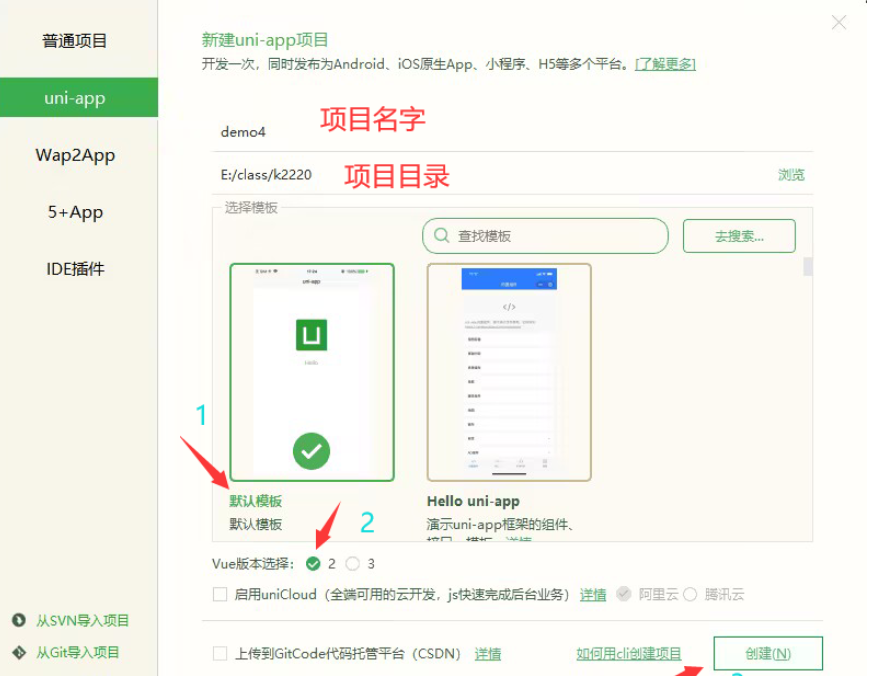 普通项目
uni-app
Wap2App
5+App
IDE插件
从SVN导入项目
从Git导入项目
新建uni-app项目
开发一次，同时发布为Android、iOS原生App、小程序、H5等多个平台。[了解更多]
demo4
项目名字
E:/class/k2220
项目目录
浏览
选择模板
查找模板
去搜索...
uni-app
Hello
1
默认模板
默认模板
Hello uni-app
演示uni-app框架的组件、
接口、模板。详情
2
Vue版本选择： 2 3
启用uniCloud（全端可用的云开发，js快速完成后台业务） 详情 阿里云 腾讯云
上传到GitCode代码托管平台（CSDN） 详情
如何用cli创建项目
创建(N)